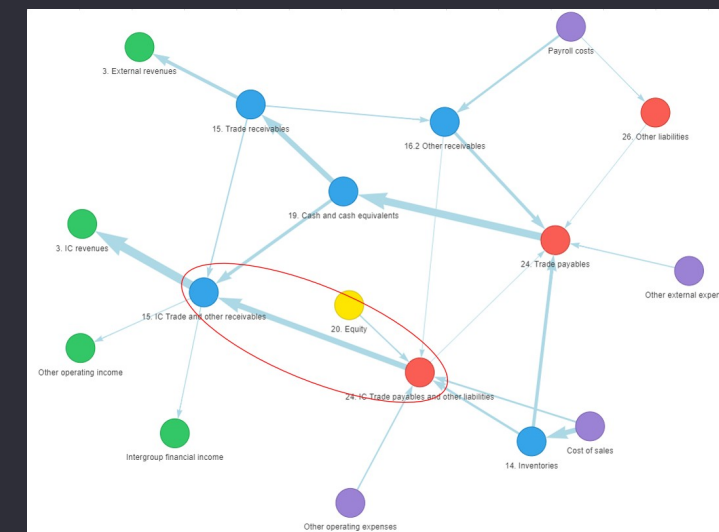 Payroll costs
3. External revenues
15. Trade receivables
26. Other liabilities
16.2 Other receivables
19. Cash and cash equivalents
3. IC revenues
24. Trade payables
Other external exper
15. IC Trade and other receivables
20. Equity
Other operating income
24. IC Trade payables and other liabilities
Cost of sales
Intergroup financial income
14. Inventories
Other operating expenses